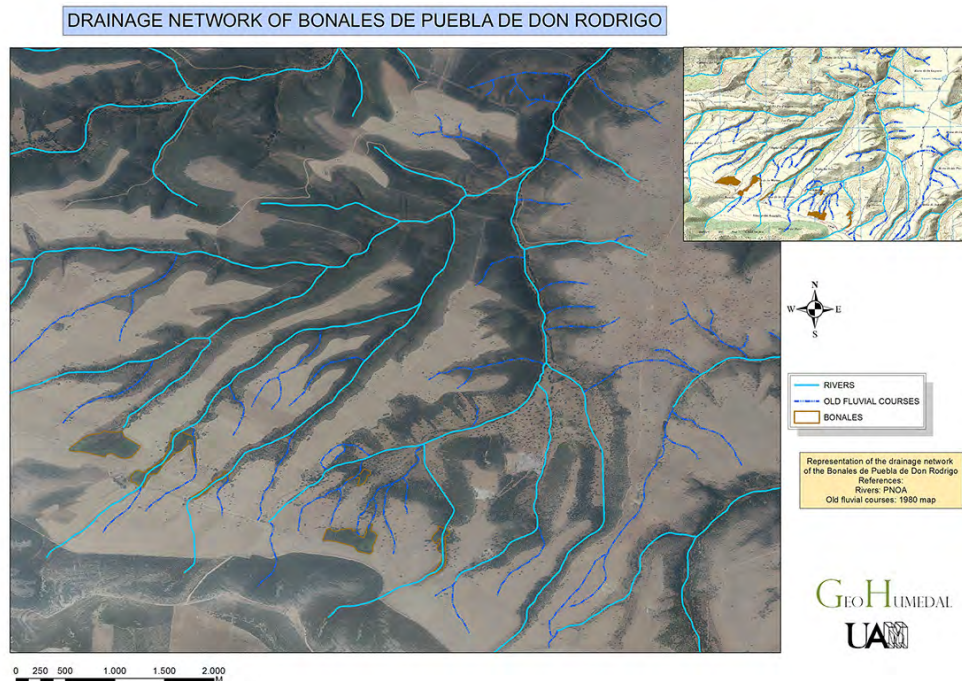 DRAINAGE NETWORK OF BONALES DE PUEBLA DE DON RODRIGO
N
W E
S
RIVERS
OLD FLUVIAL COURSES
BONALES
Representation of the drainage network
of the Bonales de Puebla de Don Rodrigo
References:
Rivers: PNOA
Old fluvial courses: 1980 map
GEOHUMEDAL
UAM
0 250 500 1.000 1.500 2.000
M